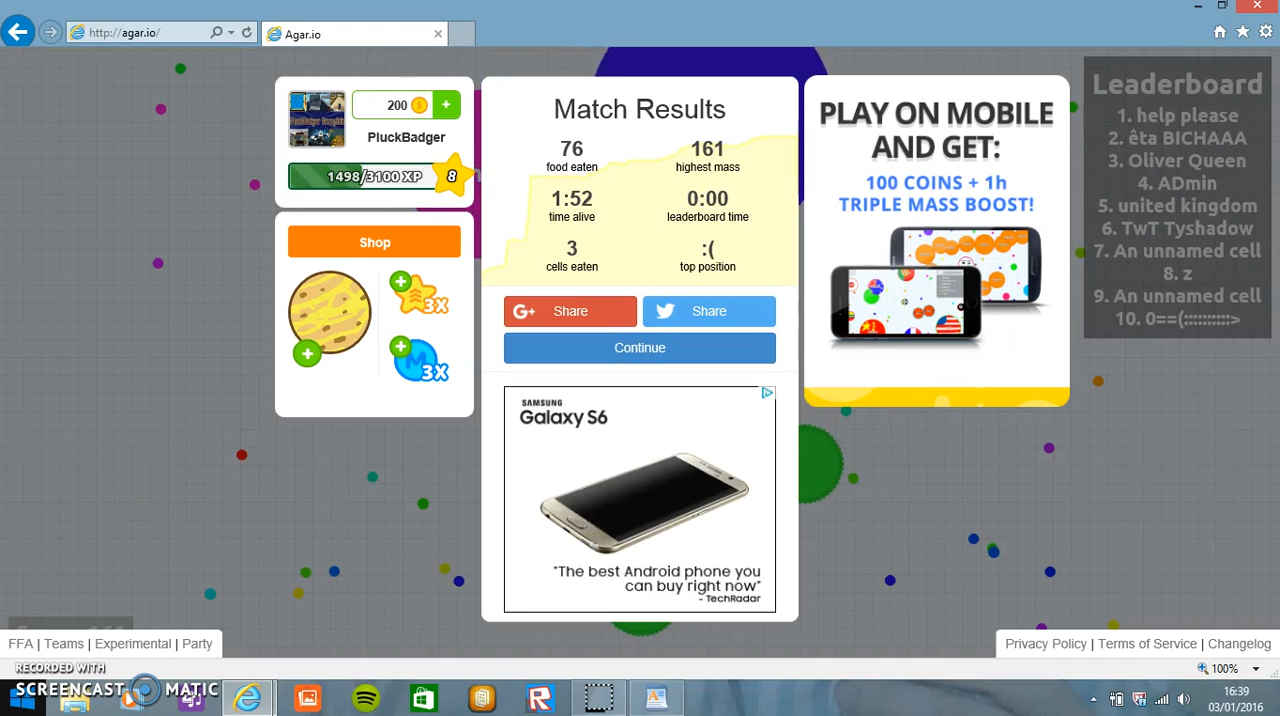 http://agar.io/
Agar.io
200
PluckBadger
1498/3100 XP
8
Shop
3X
3X
Match Results
76
food eaten
161
highest mass
1:52
time alive
0:00
leaderboard time
3
cells eaten
:(
top position
G+ Share
Share
Continue
SAMSUNG
Galaxy S6
"The best Android phone you
can buy right now"
- TechRadar
PLAY ON MOBILE
AND GET:
100 COINS + 1h
TRIPLE MASS BOOST!
Leaderboard
1. help please
2. êta BICHAAA
3. Oliver Queen
4. ADmin
5. united kingdom
6. TwT Tyshadow
7. An unnamed cell
8. z
9. An unnamed cell
10. 0==(::::::::::>
FFA | Teams | Experimental | Party
Privacy Policy | Terms of Service | Changelog
100%
RECORDED WITH
SCREENCAST MATIC
16:39
03/01/2016